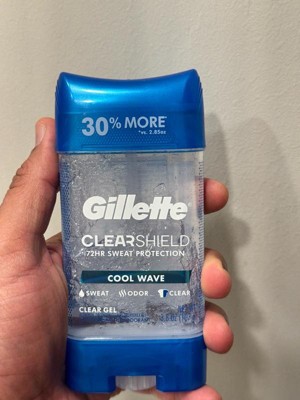 30% MORE*
*vs. 2.85oz
Gillette
CLEARSHIELD
72HR SWEAT PROTECTION
COOL WAVE
SWEAT ODOR CLEAR
CLEAR GEL